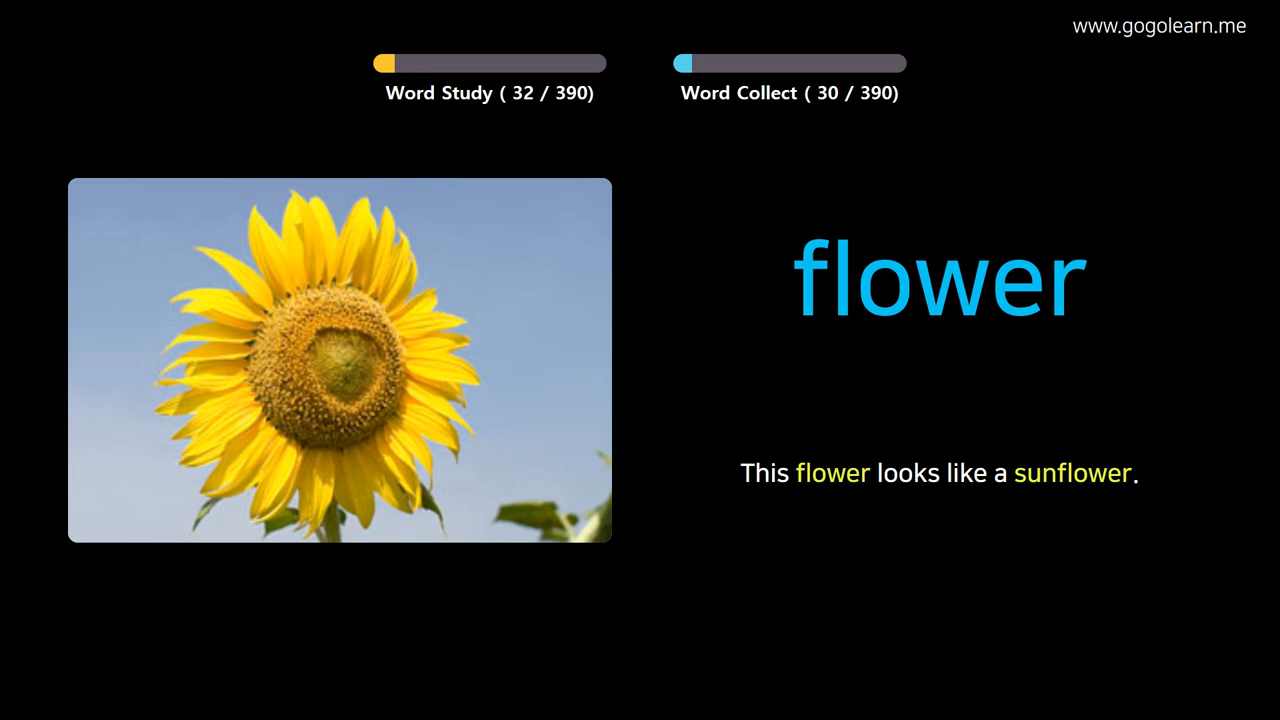 www.gogolearn.me
Word Study ( 32 / 390)
Word Collect ( 30 / 390)
flower
This flower looks like a sunflower.